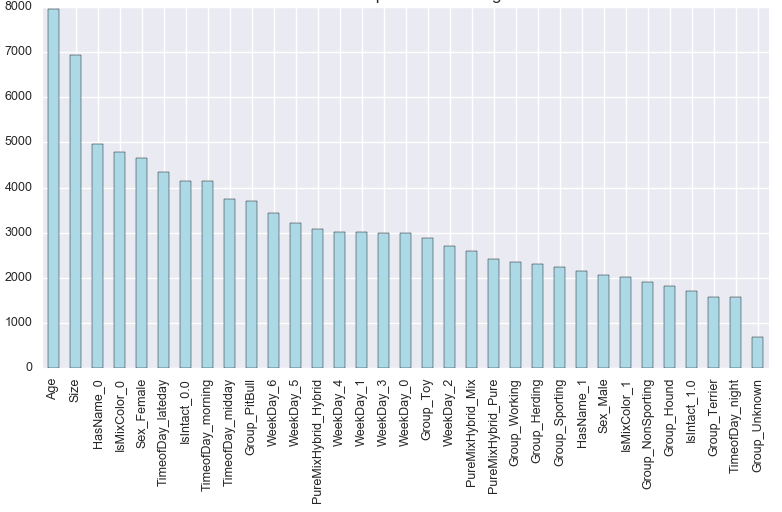 8000
7000
6000
5000
4000
3000
2000
1000
0
Age
Size
HasName_0
IsMixColor_0
Sex_Female
TimeofDay_lateday
IsIntact_0.0
TimeofDay_morning
TimeofDay_midday
Group_PitBull
WeekDay_6
WeekDay_5
PureMixHybrid_Hybrid
WeekDay_4
WeekDay_1
WeekDay_3
WeekDay_0
Group_Toy
WeekDay_2
PureMixHybrid_Mix
PureMixHybrid_Pure
Group_Working
Group_Herding
Group_Sporting
HasName_1
Sex_Male
IsMixColor_1
Group_NonSporting
Group_Hound
IsIntact_1.0
Group_Terrier
TimeofDay_night
Group_Unknown